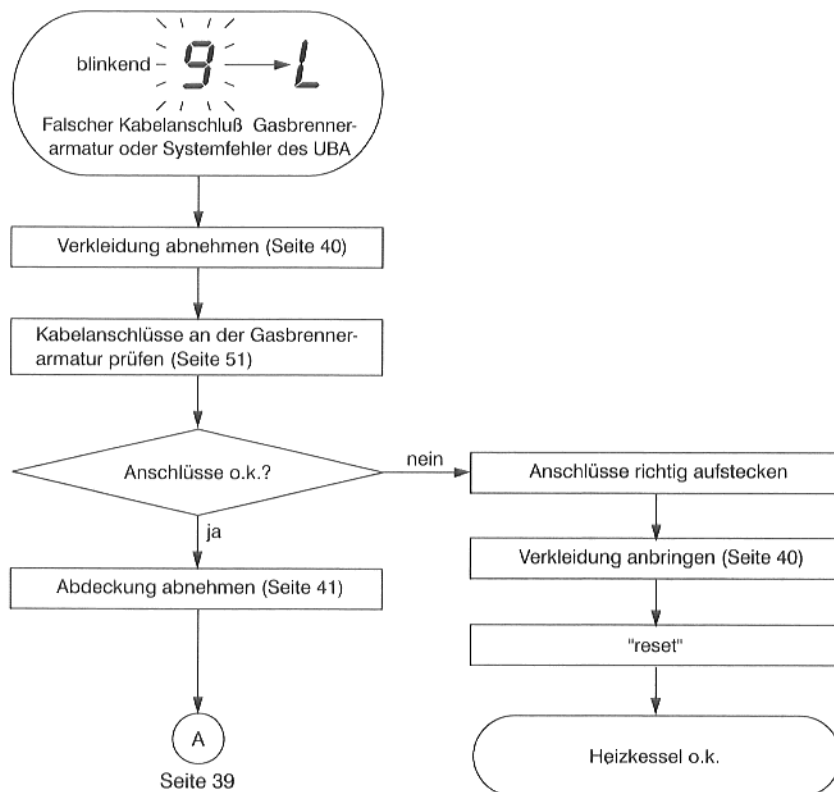 blinkend 9 L
Falscher Kabelanschluß Gasbrenner-
armatur oder Systemfehler des UBA
Verkleidung abnehmen (Seite 40)
Kabelanschlüsse an der Gasbrenner-
armatur prüfen (Seite 51)
Anschlüsse o.k.?
nein
Anschlüsse richtig aufstecken
ja
Verkleidung anbringen (Seite 40)
Abdeckung abnehmen (Seite 41)
"reset"
A
Seite 39
Heizkessel o.k.